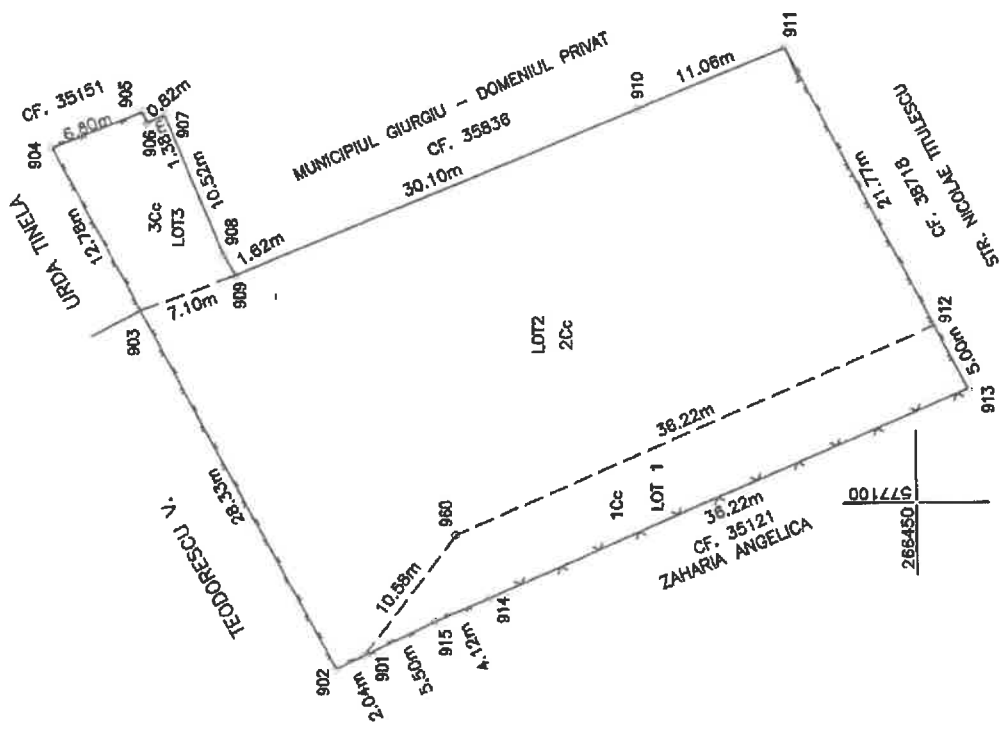 CF. 35151
6.80m
904
905
0.82m
906
907
1.38m
URDA TINELA
12.78m
3Cc
LOT3
10.52m
908
903
7.10m
1.62m
909
MUNICIPIUL GIURGIU - DOMENIUL PRIVAT
CF. 35836
30.10m
910
11.06m
911
TEODORESCU V.
28.33m
LOT2
2Cc
21.77m
CF. 38718
STR. NICOLAE TITULESCU
902
2.04m
901
10.58m
960
5.50m
915
4.12m
914
36.22m
912
5.00m
913
1Cc
LOT 1
36.22m
CF. 35121
ZAHARIA ANGELICA
266450
577100